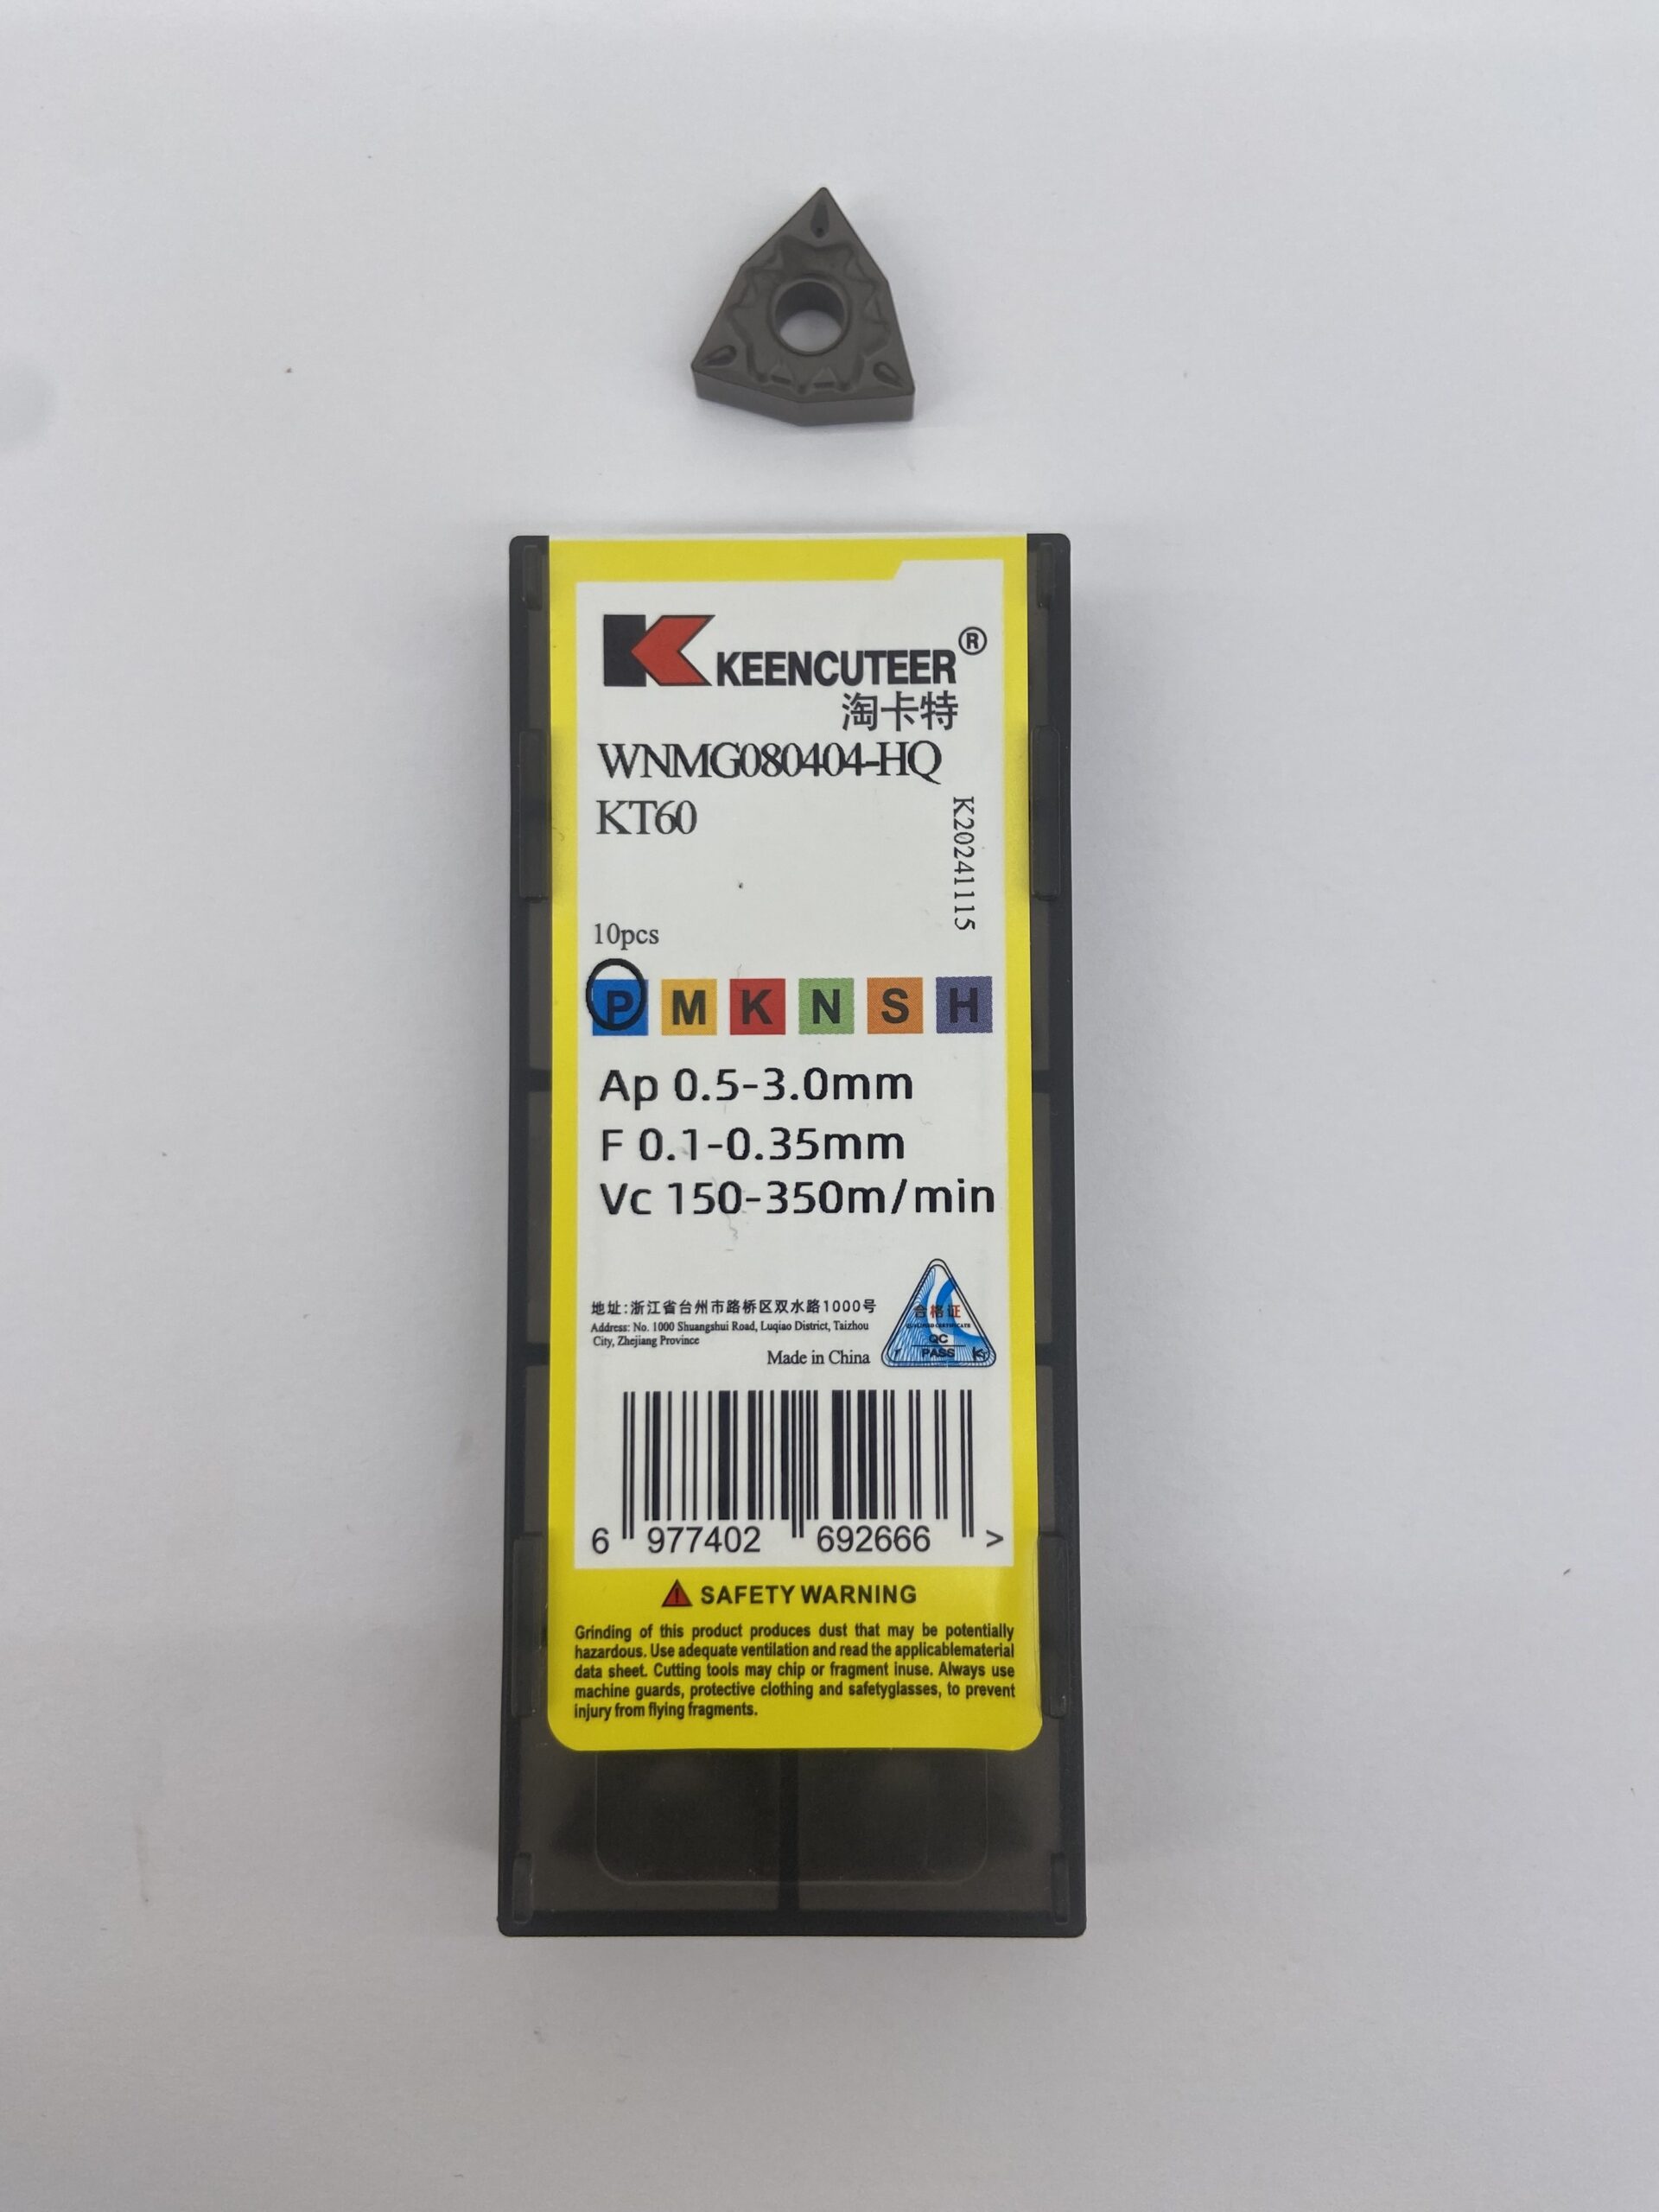 KEENCUTEER®
淘卡特
WNMG080404-HQ
KT60
K20241115
10pcs
P M K N S H
Ap 0.5-3.0mm
F 0.1-0.35mm
Vc 150-350m/min
地址:浙江省台州市路桥区双水路1000号
Address: No. 1000 Shuangshui Road, Luqiao District, Taizhou
City, Zhejiang Province
Made in China
合格证
QUALIFIED CERTIFICATE
QC
PASS
6 977402 692666 >
SAFETY WARNING
Grinding of this product produces dust that may be potentially
hazardous. Use adequate ventilation and read the applicablematerial
data sheet. Cutting tools may chip or fragment inuse. Always use
machine guards, protective clothing and safetyglasses, to prevent
injury from flying fragments.